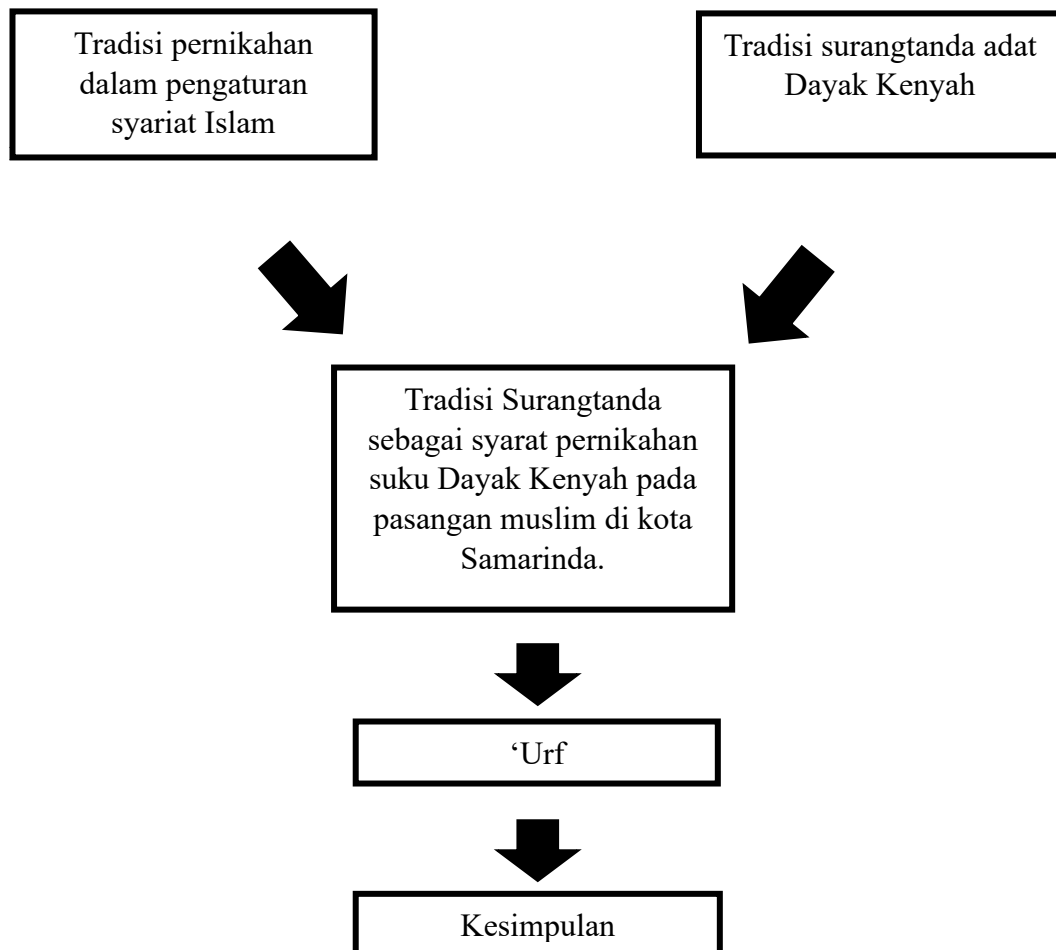 Tradisi pernikahan
dalam pengaturan
syariat Islam
Tradisi surangtanda adat
Dayak Kenyah
Tradisi Surangtanda
sebagai syarat pernikahan
suku Dayak Kenyah pada
pasangan muslim di kota
Samarinda.
‘Urf
Kesimpulan